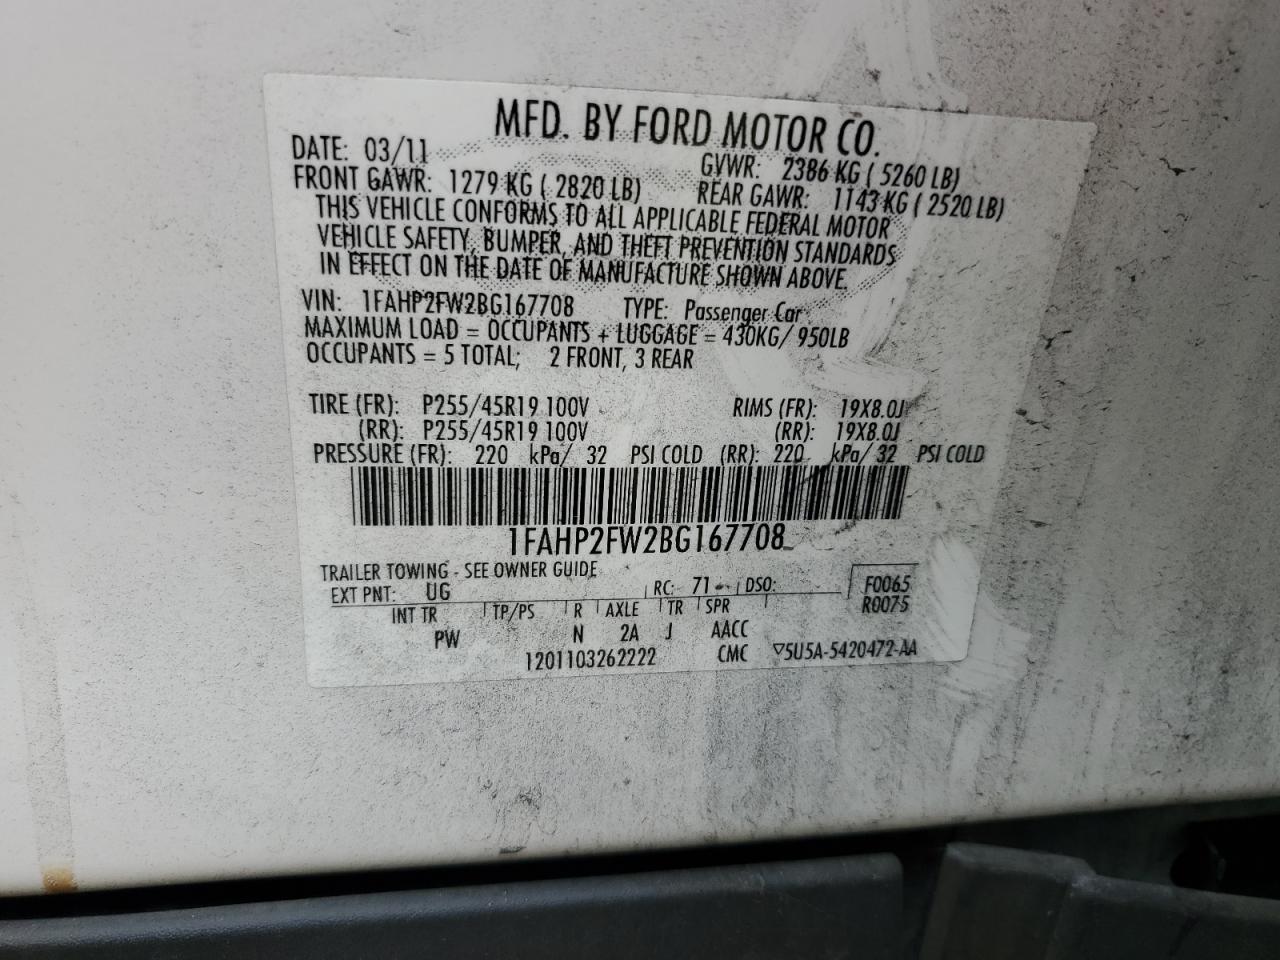 MFD. BY FORD MOTOR CO.
DATE: 03/11 GVWR: 2386 KG ( 5260 LB)
FRONT GAWR: 1279 KG ( 2820 LB) REAR GAWR: 1143 KG ( 2520 LB)
THIS VEHICLE CONFORMS TO ALL APPLICABLE FEDERAL MOTOR
VEHICLE SAFETY, BUMPER, AND THEFT PREVENTION STANDARDS
IN EFFECT ON THE DATE OF MANUFACTURE SHOWN ABOVE.
VIN: 1FAHP2FW2BG167708 TYPE: Passenger Car
MAXIMUM LOAD = OCCUPANTS + LUGGAGE = 430KG/ 950LB
OCCUPANTS = 5 TOTAL; 2 FRONT, 3 REAR
TIRE (FR): P255/45R19 100V RIMS (FR): 19X8.0J
(RR): P255/45R19 100V (RR): 19X8.0J
PRESSURE (FR): 220 kPa/ 32 PSI COLD (RR): 220 kPa/ 32 PSI COLD
1FAHP2FW2BG167708
TRAILER TOWING - SEE OWNER GUIDE
EXT PNT: UG RC: 71 DSO: F0065
INT TR TP/PS R AXLE TR SPR R0075
PW N 2A J AACC
1201103262222 CMC ▽5U5A-5420472-AA